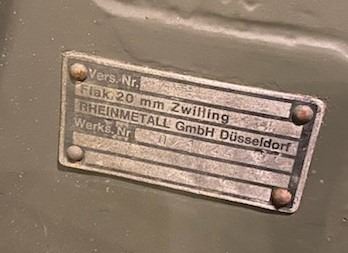 Vers.-Nr.
Flak 20 mm Zwilling
RHEINMETALL GmbH Düsseldorf
Werks. Nr